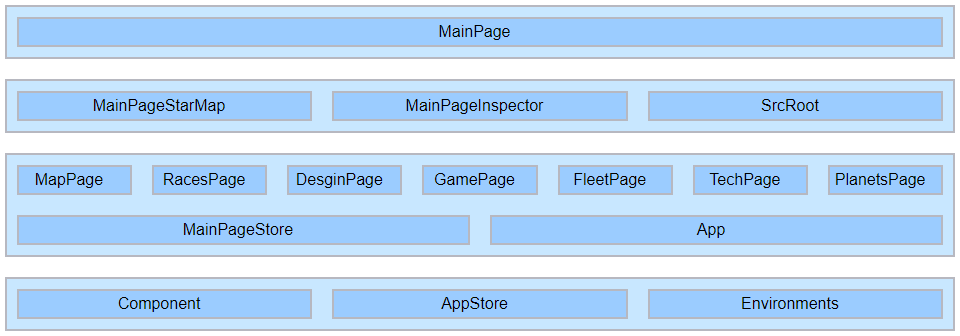 MainPage
MainPageStarMap MainPageInspector SrcRoot
MapPage RacesPage DesginPage GamePage FleetPage TechPage PlanetsPage
MainPageStore App
Component AppStore Environments